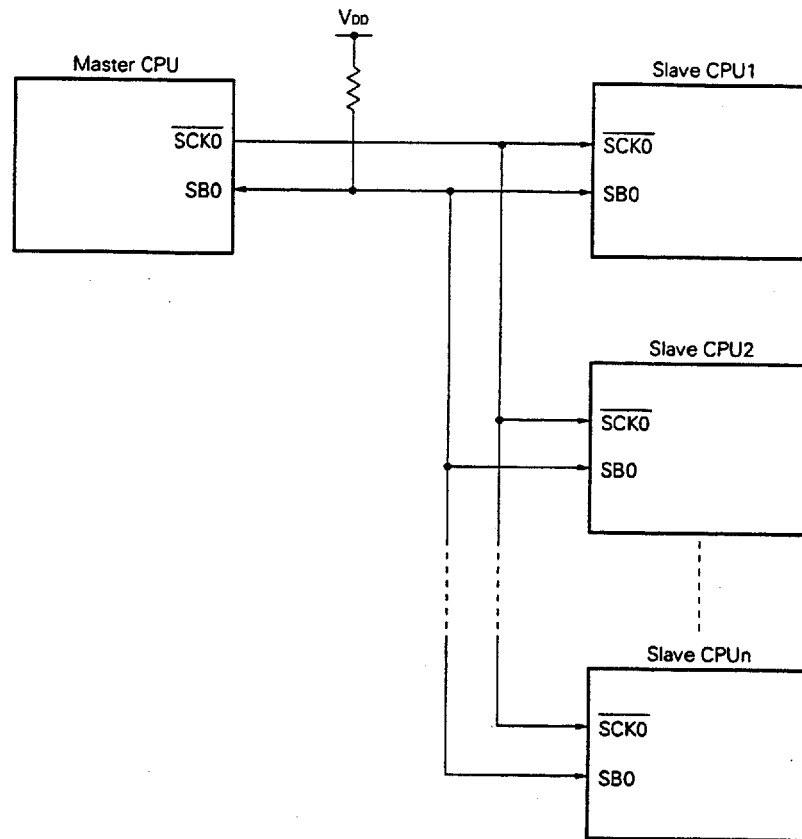 VDD
Master CPU
Slave CPU1
SCK0
SCK0
SB0
SB0
Slave CPU2
SCK0
SB0
Slave CPUn
SCK0
SB0